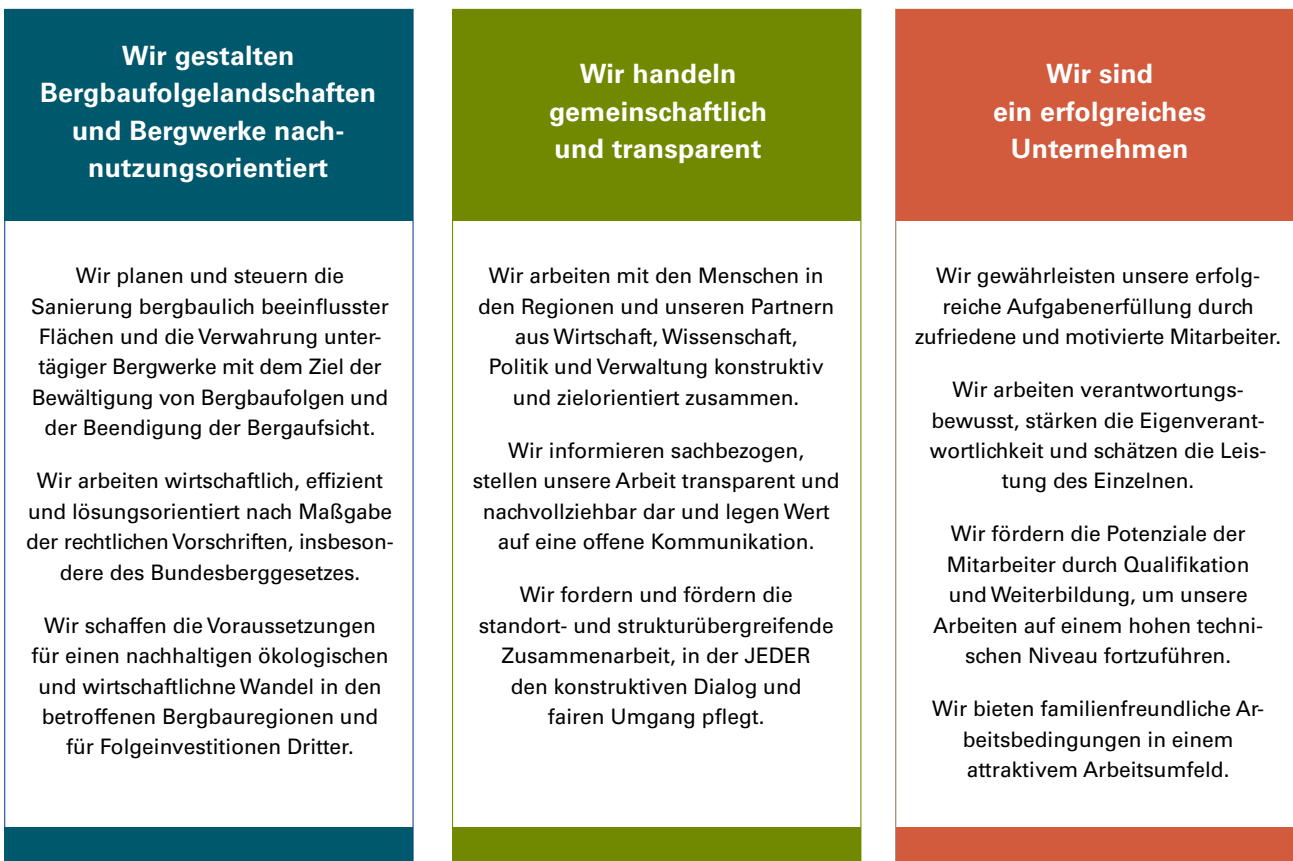 Wir gestalten
Bergbaufolgelandschaften
und Bergwerke nach-
nutzungsorientiert
Wir planen und steuern die
Sanierung bergbaulich beeinflusster
Flächen und die Verwahrung unter-
tägiger Bergwerke mit dem Ziel der
Bewältigung von Bergbaufolgen und
der Beendigung der Bergaufsicht.
Wir arbeiten wirtschaftlich, effizient
und lösungsorientiert nach Maßgabe
der rechtlichen Vorschriften, insbeson-
dere des Bundesberggesetzes.
Wir schaffen die Voraussetzungen
für einen nachhaltigen ökologischen
und wirtschaftlichne Wandel in den
betroffenen Bergbauregionen und
für Folgeinvestitionen Dritter.
Wir handeln
gemeinschaftlich
und transparent
Wir arbeiten mit den Menschen in
den Regionen und unseren Partnern
aus Wirtschaft, Wissenschaft,
Politik und Verwaltung konstruktiv
und zielorientiert zusammen.
Wir informieren sachbezogen,
stellen unsere Arbeit transparent und
nachvollziehbar dar und legen Wert
auf eine offene Kommunikation.
Wir fordern und fördern die
standort- und strukturübergreifende
Zusammenarbeit, in der JEDER
den konstruktiven Dialog und
fairen Umgang pflegt.
Wir sind
ein erfolgreiches
Unternehmen
Wir gewährleisten unsere erfolg-
reiche Aufgabenerfüllung durch
zufriedene und motivierte Mitarbeiter.
Wir arbeiten verantwortungs-
bewusst, stärken die Eigenverant-
wortlichkeit und schätzen die Leis-
tung des Einzelnen.
Wir fördern die Potenziale der
Mitarbeiter durch Qualifikation
und Weiterbildung, um unsere
Arbeiten auf einem hohen techni-
schen Niveau fortzuführen.
Wir bieten familienfreundliche Ar-
beitsbedingungen in einem
attraktivem Arbeitsumfeld.